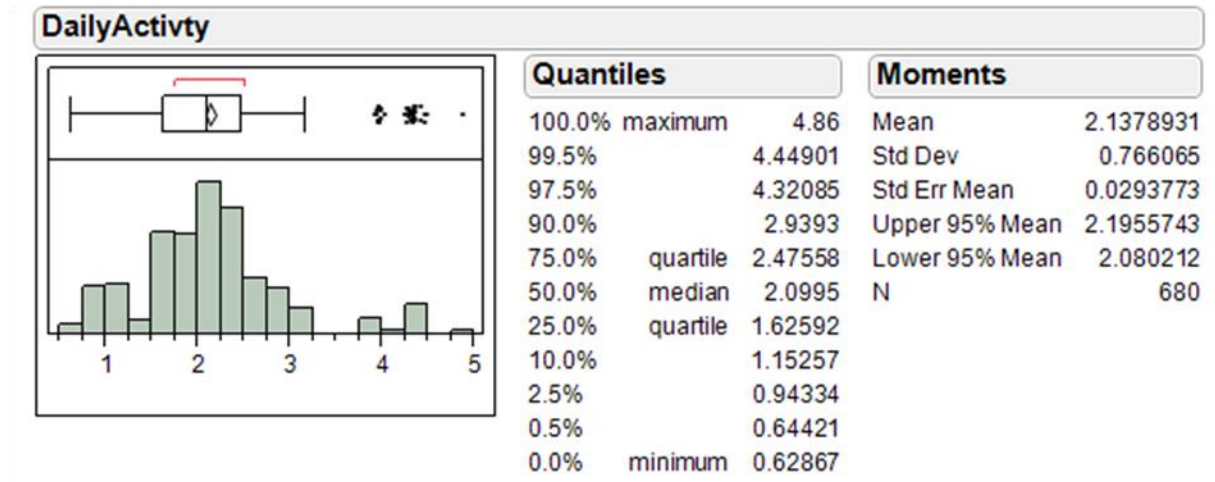 DailyActivty
1 2 3 4 5
Quantiles
100.0% maximum 4.86
99.5% 4.44901
97.5% 4.32085
90.0% 2.9393
75.0% quartile 2.47558
50.0% median 2.0995
25.0% quartile 1.62592
10.0% 1.15257
2.5% 0.94334
0.5% 0.64421
0.0% minimum 0.62867
Moments
Mean 2.1378931
Std Dev 0.766065
Std Err Mean 0.0293773
Upper 95% Mean 2.1955743
Lower 95% Mean 2.080212
N 680